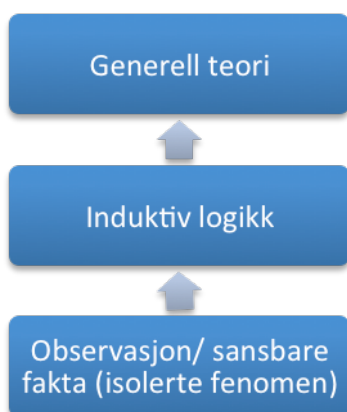 Generell teori
Induktiv logikk
Observasjon/ sansbare
fakta (isolerte fenomen)